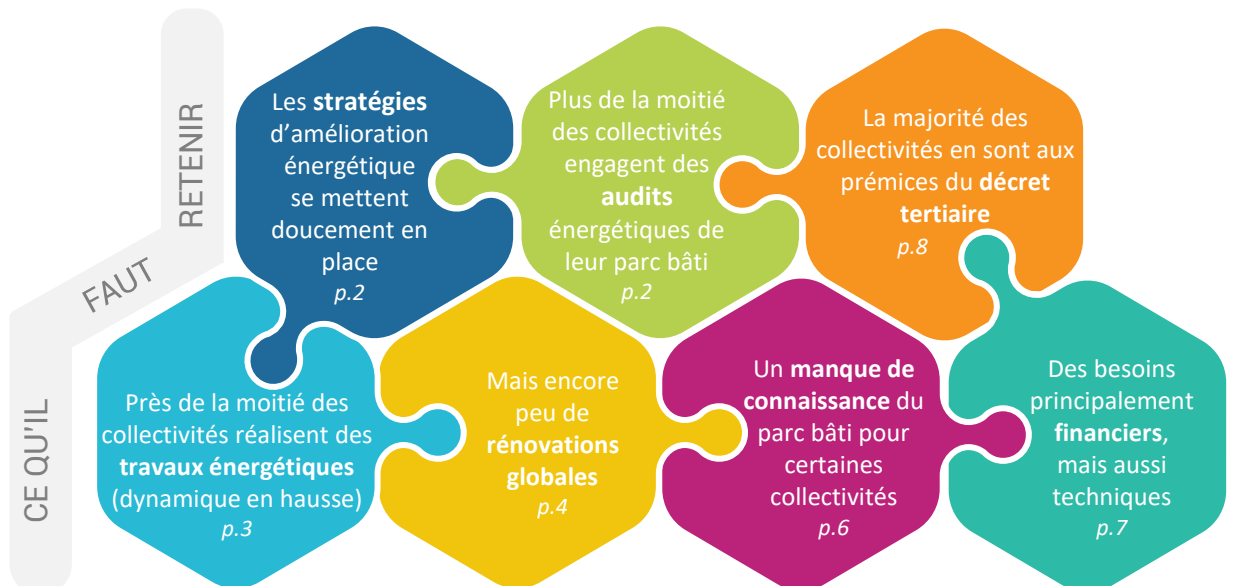 CE QU'IL
FAUT
RETENIR
Les stratégies
d'amélioration
énergétique
se mettent
doucement en
place
p.2
Plus de la moitié
des collectivités
engagent des
audits
énergétiques de
leur parc bâti
p.2
La majorité des
collectivités en sont aux
prémices du décret
tertiaire
p.8
Près de la moitié des
collectivités réalisent des
travaux énergétiques
(dynamique en hausse)
p.3
Mais encore
peu de
rénovations
globales
p.4
Un manque de
connaissance du
parc bâti pour
certaines
collectivités
p.6
Des besoins
principalement
financiers,
mais aussi
techniques
p.7